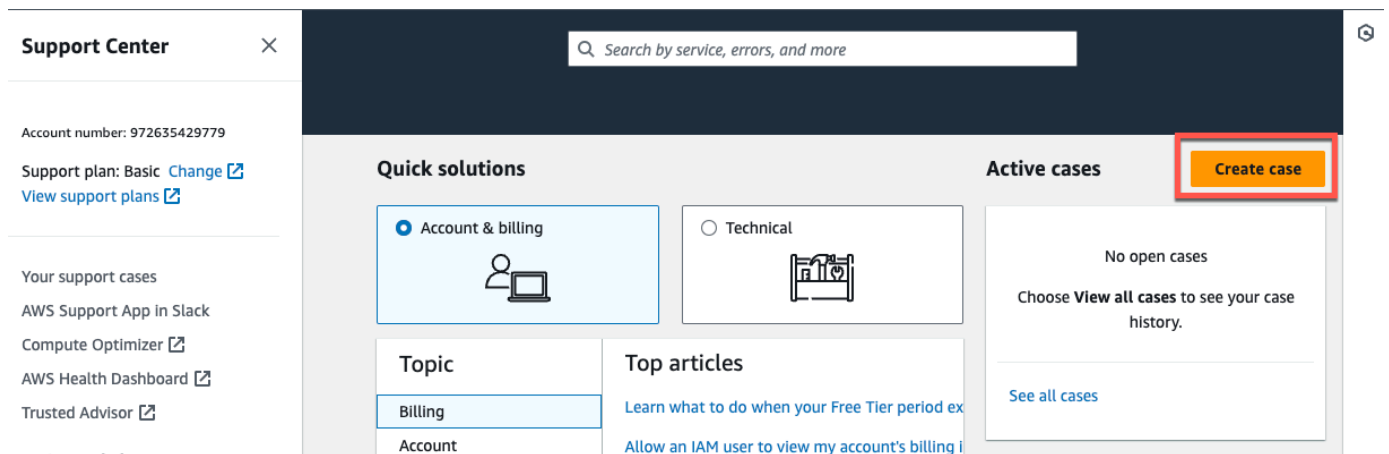 Support Center
Search by service, errors, and more
Account number: 972635429779
Support plan: Basic Change
View support plans
Your support cases
AWS Support App in Slack
Compute Optimizer
AWS Health Dashboard
Trusted Advisor
Quick solutions
Account & billing
Technical
Topic
Billing
Account
Top articles
Learn what to do when your Free Tier period ex
Allow an IAM user to view my account's billing i
Active cases
Create case
No open cases
Choose View all cases to see your case
history.
See all cases